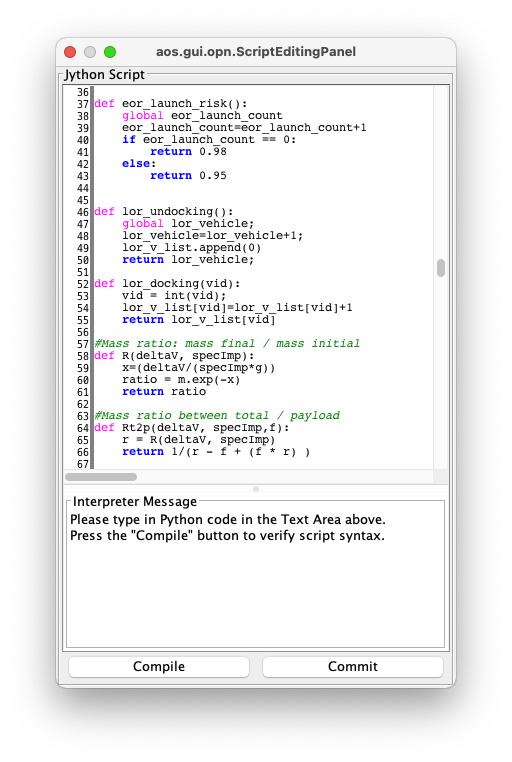 aos.gui.opn.ScriptEditingPanel
Jython Script
36
37 def eor_launch_risk():
38     global eor_launch_count
39     eor_launch_count=eor_launch_count+1
40     if eor_launch_count == 0:
41         return 0.98
42     else:
43         return 0.95
44
45
46 def lor_undocking():
47     global lor_vehicle;
48     lor_vehicle=lor_vehicle+1;
49     lor_v_list.append(0)
50     return lor_vehicle;
51
52 def lor_docking(vid):
53     vid = int(vid);
54     lor_v_list[vid]=lor_v_list[vid]+1
55     return lor_v_list[vid]
56
57 #Mass ratio: mass final / mass initial
58 def R(deltaV, specImp):
59     x=(deltaV/(specImp*g))
60     ratio = m.exp(-x)
61     return ratio
62
63 #Mass ratio between total / payload
64 def Rt2p(deltaV, specImp,f):
65     r = R(deltaV, specImp)
66     return 1/(r - f + (f * r) )
67
Interpreter Message
Please type in Python code in the Text Area above.
Press the "Compile" button to verify script syntax.
Compile
Commit